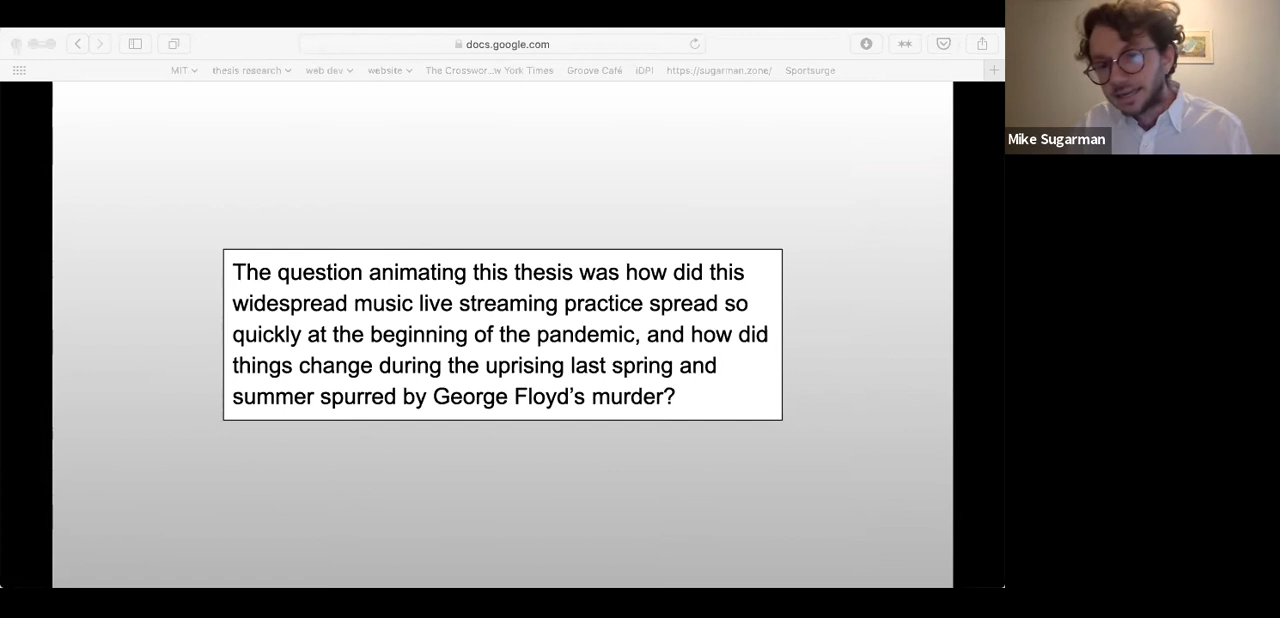 docs.google.com
MIT
thesis research
web dev
website
The Crosswor...w York Times
Groove Café
iDPI
https://sugarman.zone/
Sportsurge
Mike Sugarman
The question animating this thesis was how did this
widespread music live streaming practice spread so
quickly at the beginning of the pandemic, and how did
things change during the uprising last spring and
summer spurred by George Floyd's murder?